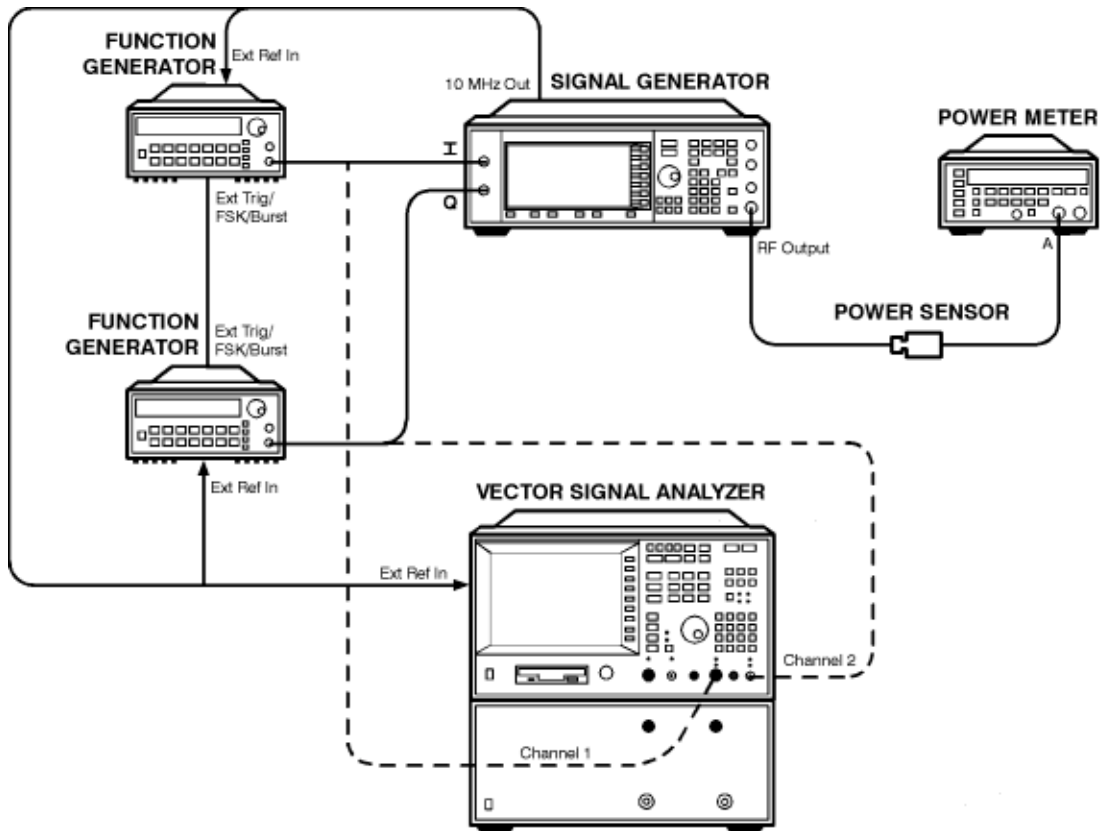 FUNCTION
GENERATOR
Ext Ref In
10 MHz Out
SIGNAL GENERATOR
POWER METER
I
Q
Ext Trig/
FSK/Burst
RF Output
A
POWER SENSOR
FUNCTION
GENERATOR
Ext Trig/
FSK/Burst
Ext Ref In
VECTOR SIGNAL ANALYZER
Ext Ref In
Channel 2
Channel 1